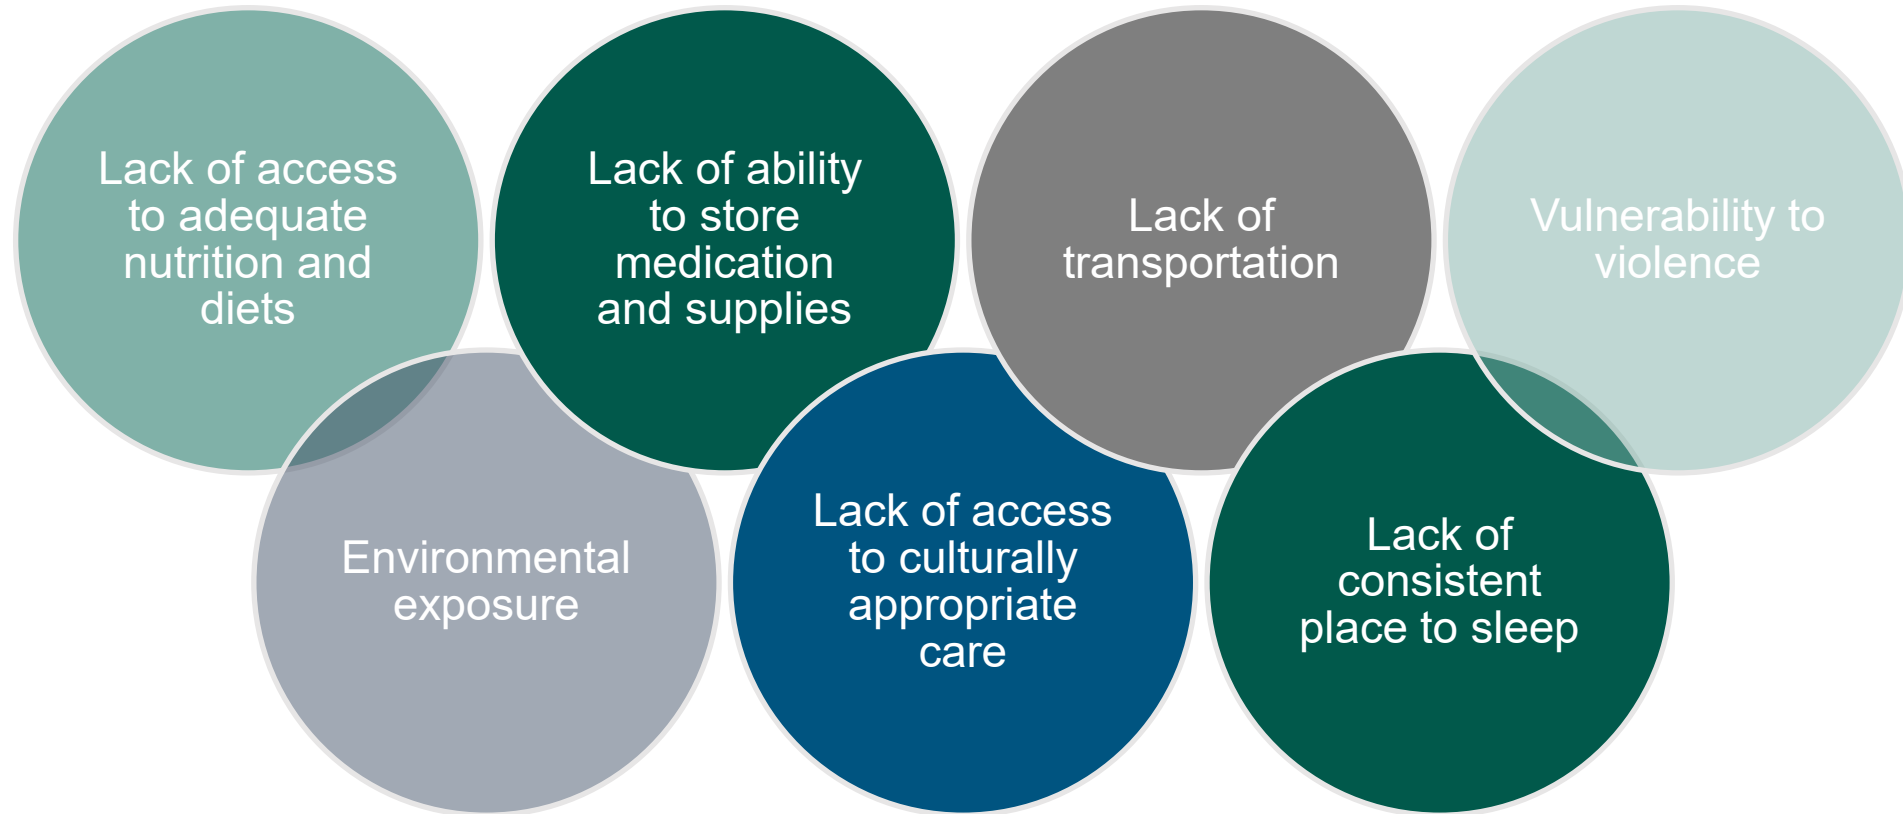 Lack of access
to adequate
nutrition and
diets
Lack of ability
to store
medication
and supplies
Lack of
transportation
Vulnerability to
violence
Environmental
exposure
Lack of access
to culturally
appropriate
care
Lack of
consistent
place to sleep